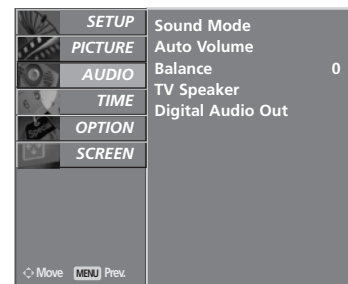 SETUP
PICTURE
AUDIO
TIME
OPTION
SCREEN
Move MENU Prev.
Sound Mode
Auto Volume
Balance 0
TV Speaker
Digital Audio Out